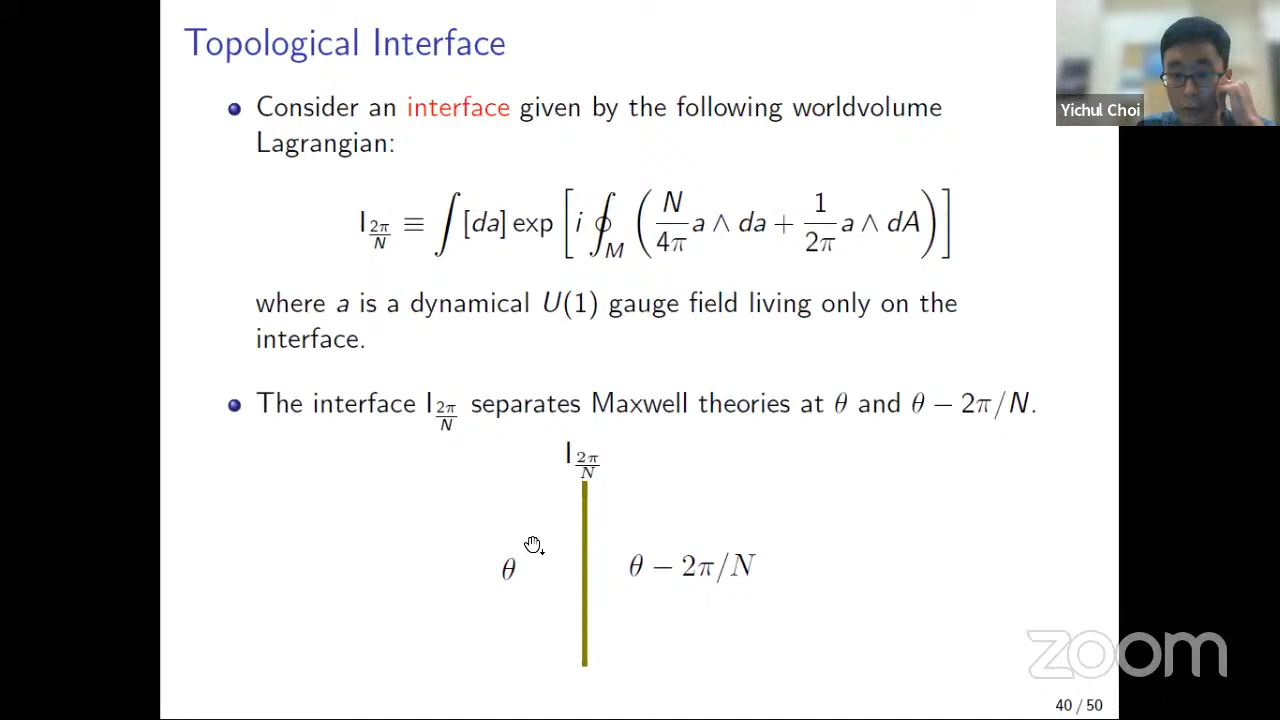 Topological Interface
Consider an interface given by the following worldvolume
Lagrangian:
I_{2π/N} ≡ ∫[da] exp [ i ∮_M ( N/4π a ∧ da + 1/2π a ∧ dA ) ]
where a is a dynamical U(1) gauge field living only on the
interface.
The interface I_{2π/N} separates Maxwell theories at θ and θ − 2π/N.
I_{2π/N}
θ
θ − 2π/N
Yichul Choi
zoom
40 / 50